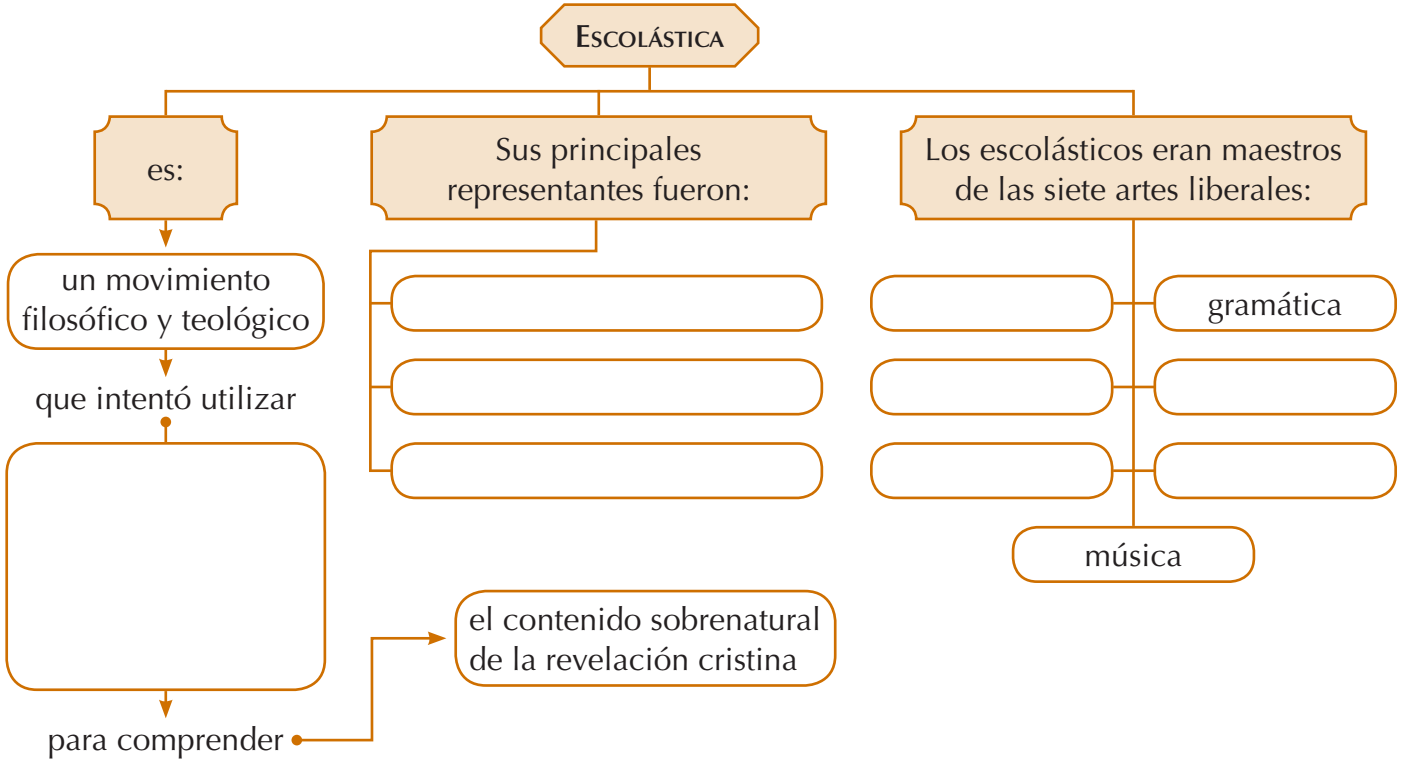 ESCOLÁSTICA
es:
un movimiento
filosófico y teológico
que intentó utilizar
para comprender
el contenido sobrenatural
de la revelación cristina
Sus principales
representantes fueron:
Los escolásticos eran maestros
de las siete artes liberales:
gramática
música